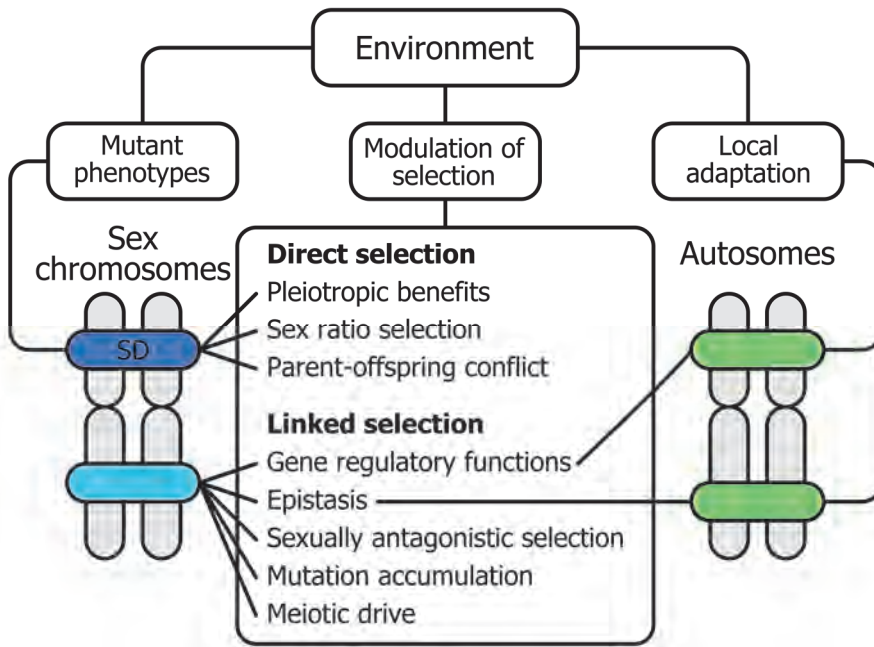 Environment
Mutant
phenotypes
Modulation of
selection
Local
adaptation
Sex
chromosomes
Autosomes
SD
Direct selection
Pleiotropic benefits
Sex ratio selection
Parent-offspring conflict
Linked selection
Gene regulatory functions
Epistasis
Sexually antagonistic selection
Mutation accumulation
Meiotic drive